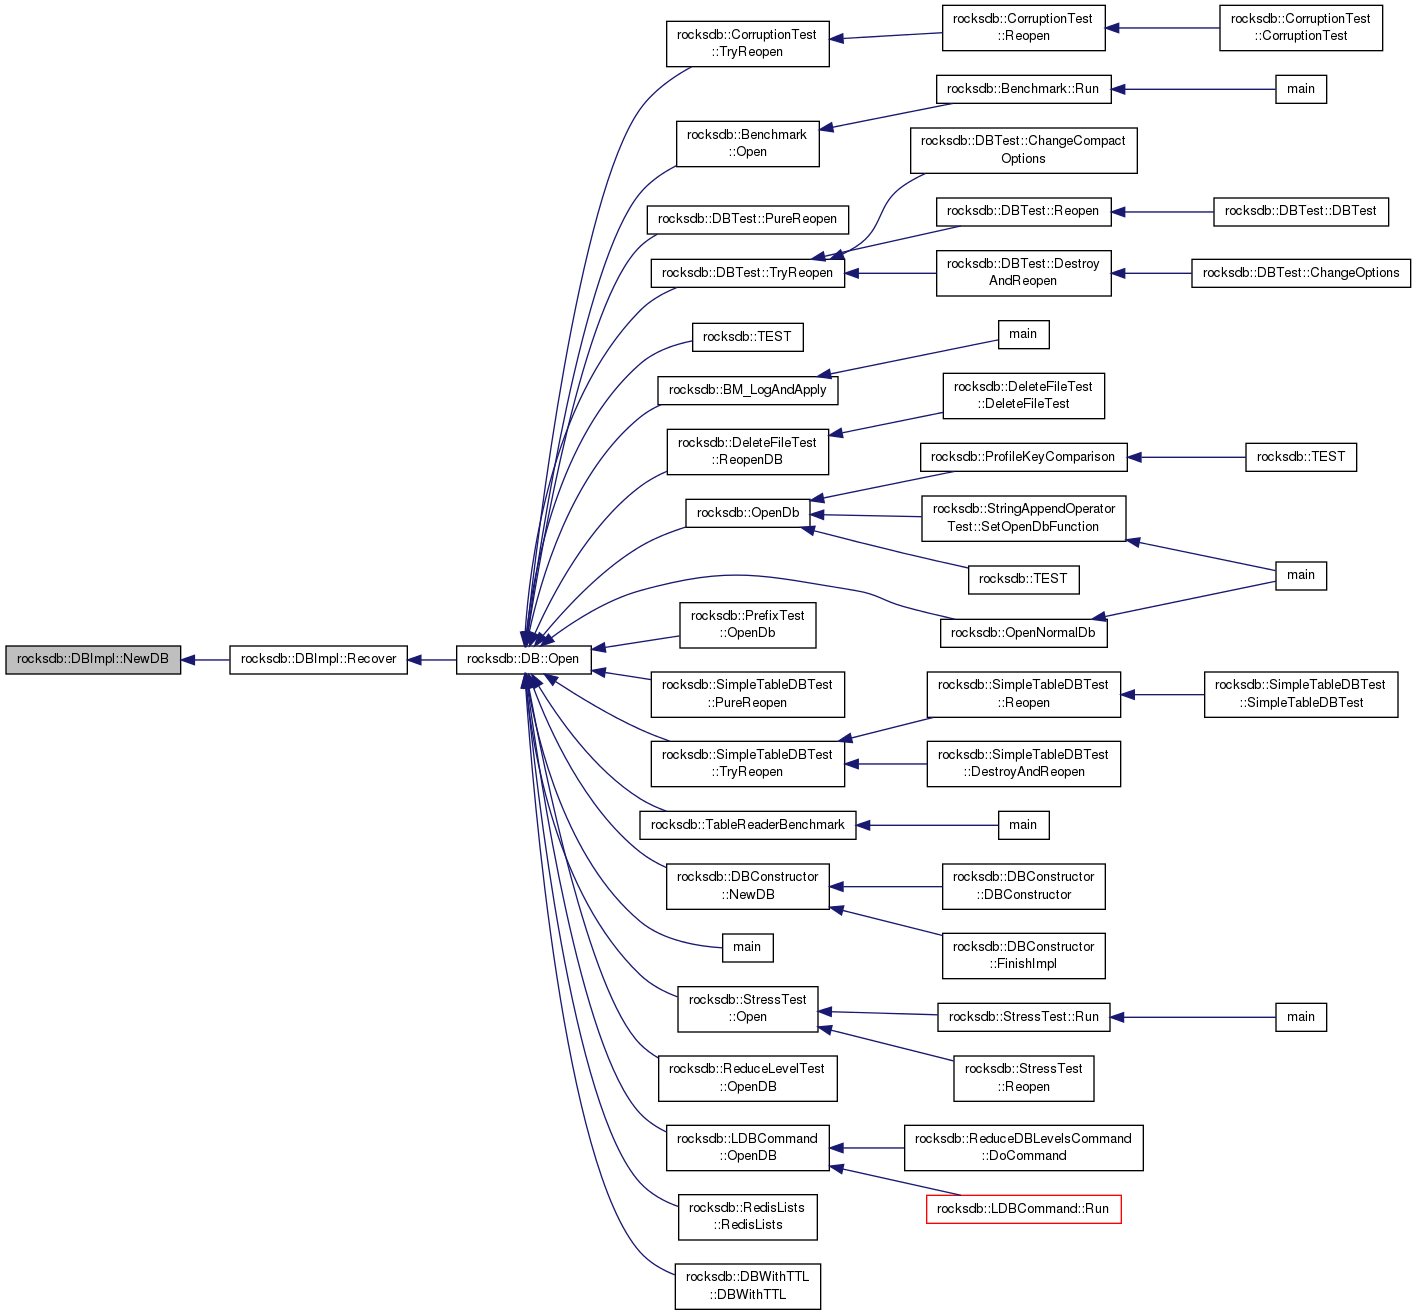 rocksdb::DBImpl::NewDB
rocksdb::DBImpl::Recover
rocksdb::DB::Open
rocksdb::CorruptionTest
::TryReopen
rocksdb::CorruptionTest
::Reopen
rocksdb::CorruptionTest
::CorruptionTest
rocksdb::Benchmark
::Open
rocksdb::Benchmark::Run
main
rocksdb::DBTest::PureReopen
rocksdb::DBTest::TryReopen
rocksdb::DBTest::ChangeCompact
Options
rocksdb::DBTest::Reopen
rocksdb::DBTest::DBTest
rocksdb::DBTest::Destroy
AndReopen
rocksdb::DBTest::ChangeOptions
rocksdb::TEST
rocksdb::BM_LogAndApply
main
rocksdb::DeleteFileTest
::ReopenDB
rocksdb::DeleteFileTest
::DeleteFileTest
rocksdb::OpenDb
rocksdb::ProfileKeyComparison
rocksdb::TEST
rocksdb::StringAppendOperator
Test::SetOpenDbFunction
rocksdb::TEST
main
rocksdb::OpenNormalDb
rocksdb::PrefixTest
::OpenDb
rocksdb::SimpleTableDBTest
::PureReopen
rocksdb::SimpleTableDBTest
::TryReopen
rocksdb::SimpleTableDBTest
::Reopen
rocksdb::SimpleTableDBTest
::SimpleTableDBTest
rocksdb::SimpleTableDBTest
::DestroyAndReopen
rocksdb::TableReaderBenchmark
main
rocksdb::DBConstructor
::NewDB
rocksdb::DBConstructor
::DBConstructor
rocksdb::DBConstructor
::FinishImpl
main
rocksdb::StressTest
::Open
rocksdb::StressTest::Run
main
rocksdb::StressTest
::Reopen
rocksdb::ReduceLevelTest
::OpenDB
rocksdb::LDBCommand
::OpenDB
rocksdb::ReduceDBLevelsCommand
::DoCommand
rocksdb::LDBCommand::Run
rocksdb::RedisLists
::RedisLists
rocksdb::DBWithTTL
::DBWithTTL